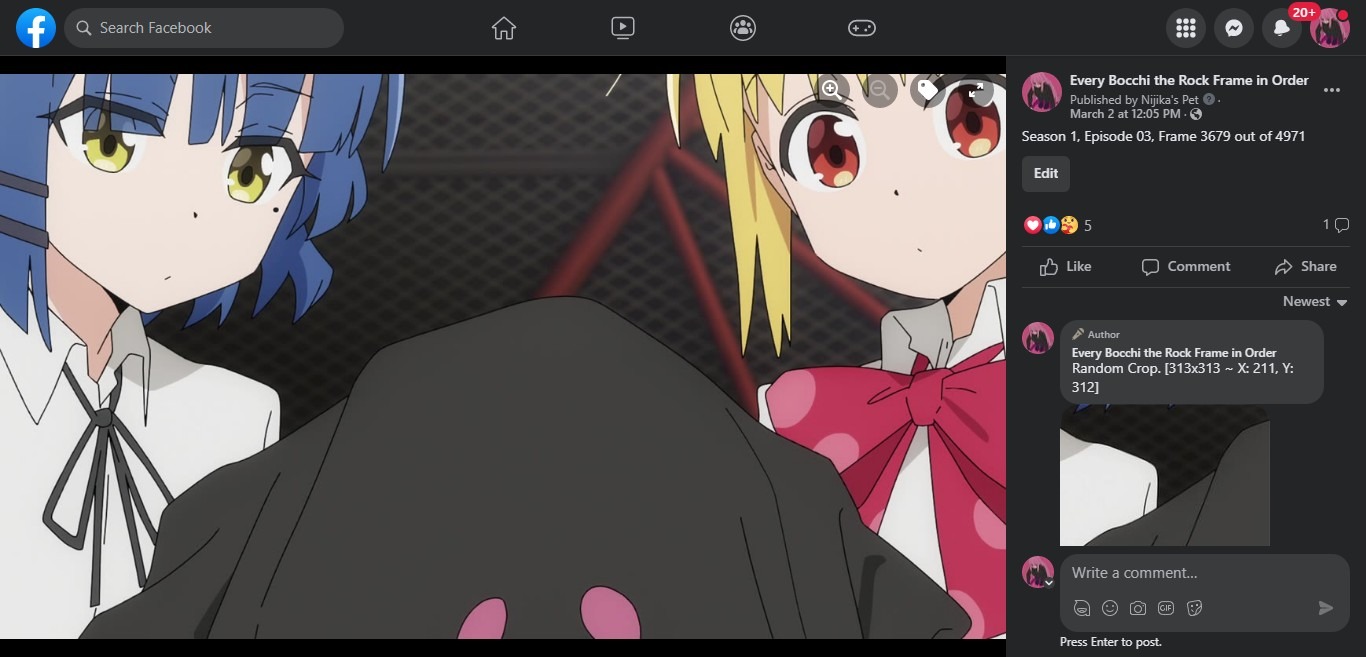 Search Facebook
20+
Every Bocchi the Rock Frame in Order
Published by Nijika's Pet ·
March 2 at 12:05 PM ·
Season 1, Episode 03, Frame 3679 out of 4971
Edit
5
1
Like
Comment
Share
Newest
Author
Every Bocchi the Rock Frame in Order
Random Crop. [313x313 ~ X: 211, Y:
312]
Write a comment…
GIF
Press Enter to post.